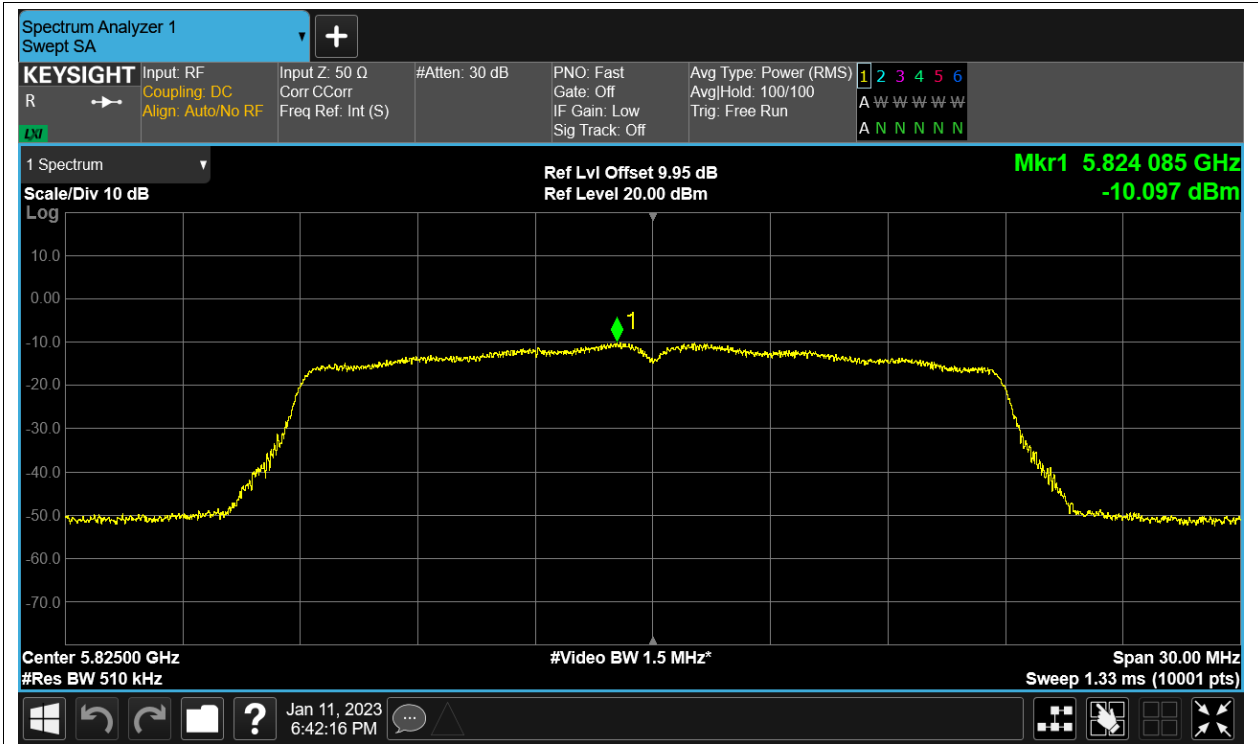 Spectrum Analyzer 1
Swept SA
KEYSIGHT
R
LXI
Input: RF
Coupling: DC
Align: Auto/No RF
Input Z: 50 Ω
Corr CCorr
Freq Ref: Int (S)
#Atten: 30 dB
PNO: Fast
Gate: Off
IF Gain: Low
Sig Track: Off
Avg Type: Power (RMS)
Avg|Hold: 100/100
Trig: Free Run
1 2 3 4 5 6
A W W W W W
A N N N N N
1 Spectrum
Scale/Div 10 dB
Log
Ref Lvl Offset 9.95 dB
Ref Level 20.00 dBm
Mkr1 5.824 085 GHz
-10.097 dBm
10.0
0.00
-10.0
-20.0
-30.0
-40.0
-50.0
-60.0
-70.0
1
Center 5.82500 GHz
#Res BW 510 kHz
#Video BW 1.5 MHz*
Span 30.00 MHz
Sweep 1.33 ms (10001 pts)
?
Jan 11, 2023
6:42:16 PM